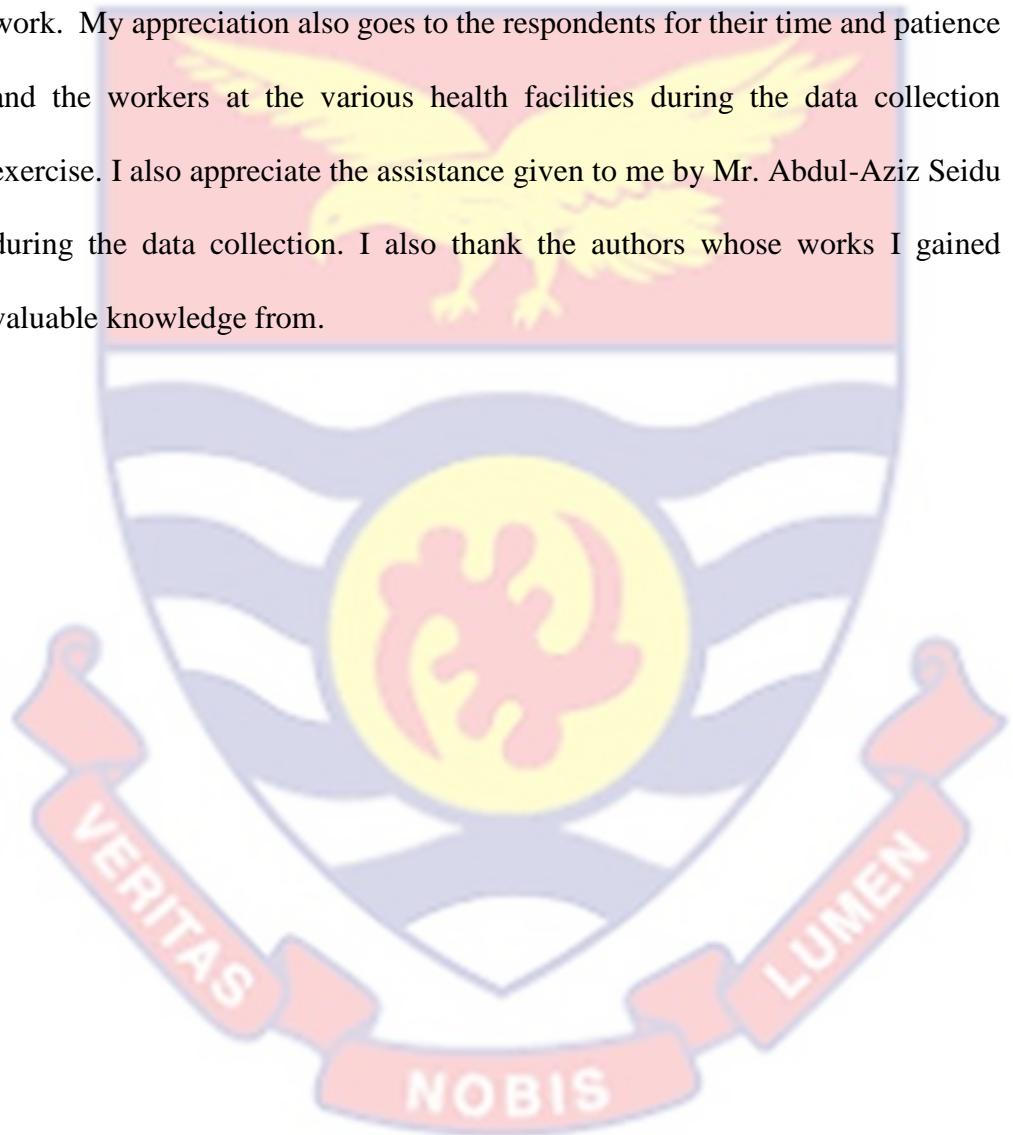 work. My appreciation also goes to the respondents for their time and patience
and the workers at the various health facilities during the data collection
exercise. I also appreciate the assistance given to me by Mr. Abdul-Aziz Seidu
during the data collection. I also thank the authors whose works I gained
valuable knowledge from.
VERITAS
NOBIS
LUMEN